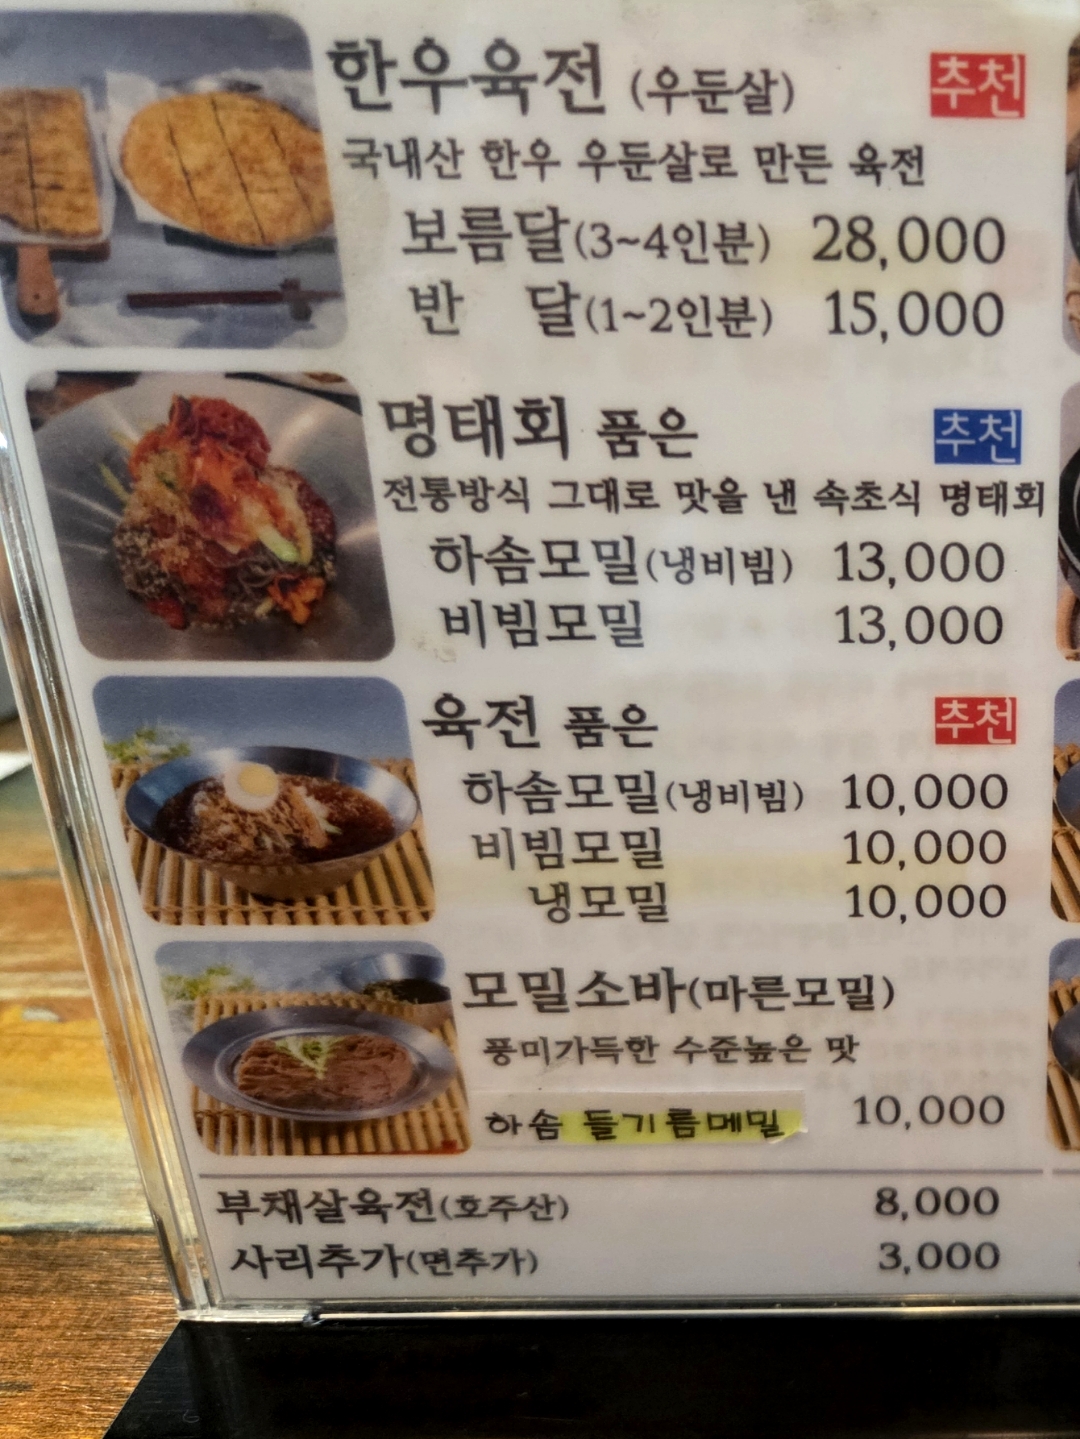 한우육전 (우둔살) 추천
국내산 한우 우둔살로 만든 육전
보름달(3~4인분) 28,000
반 달(1~2인분) 15,000
명태회 품은 추천
전통방식 그대로 맛을 낸 속초식 명태회
하솜모밀(냉비빔) 13,000
비빔모밀 13,000
육전 품은 추천
하솜모밀(냉비빔) 10,000
비빔모밀 10,000
냉모밀 10,000
모밀소바(마른모밀)
풍미가득한 수준높은 맛
하솜 들기름메밀 10,000
부채살육전(호주산) 8,000
사리추가(면추가) 3,000